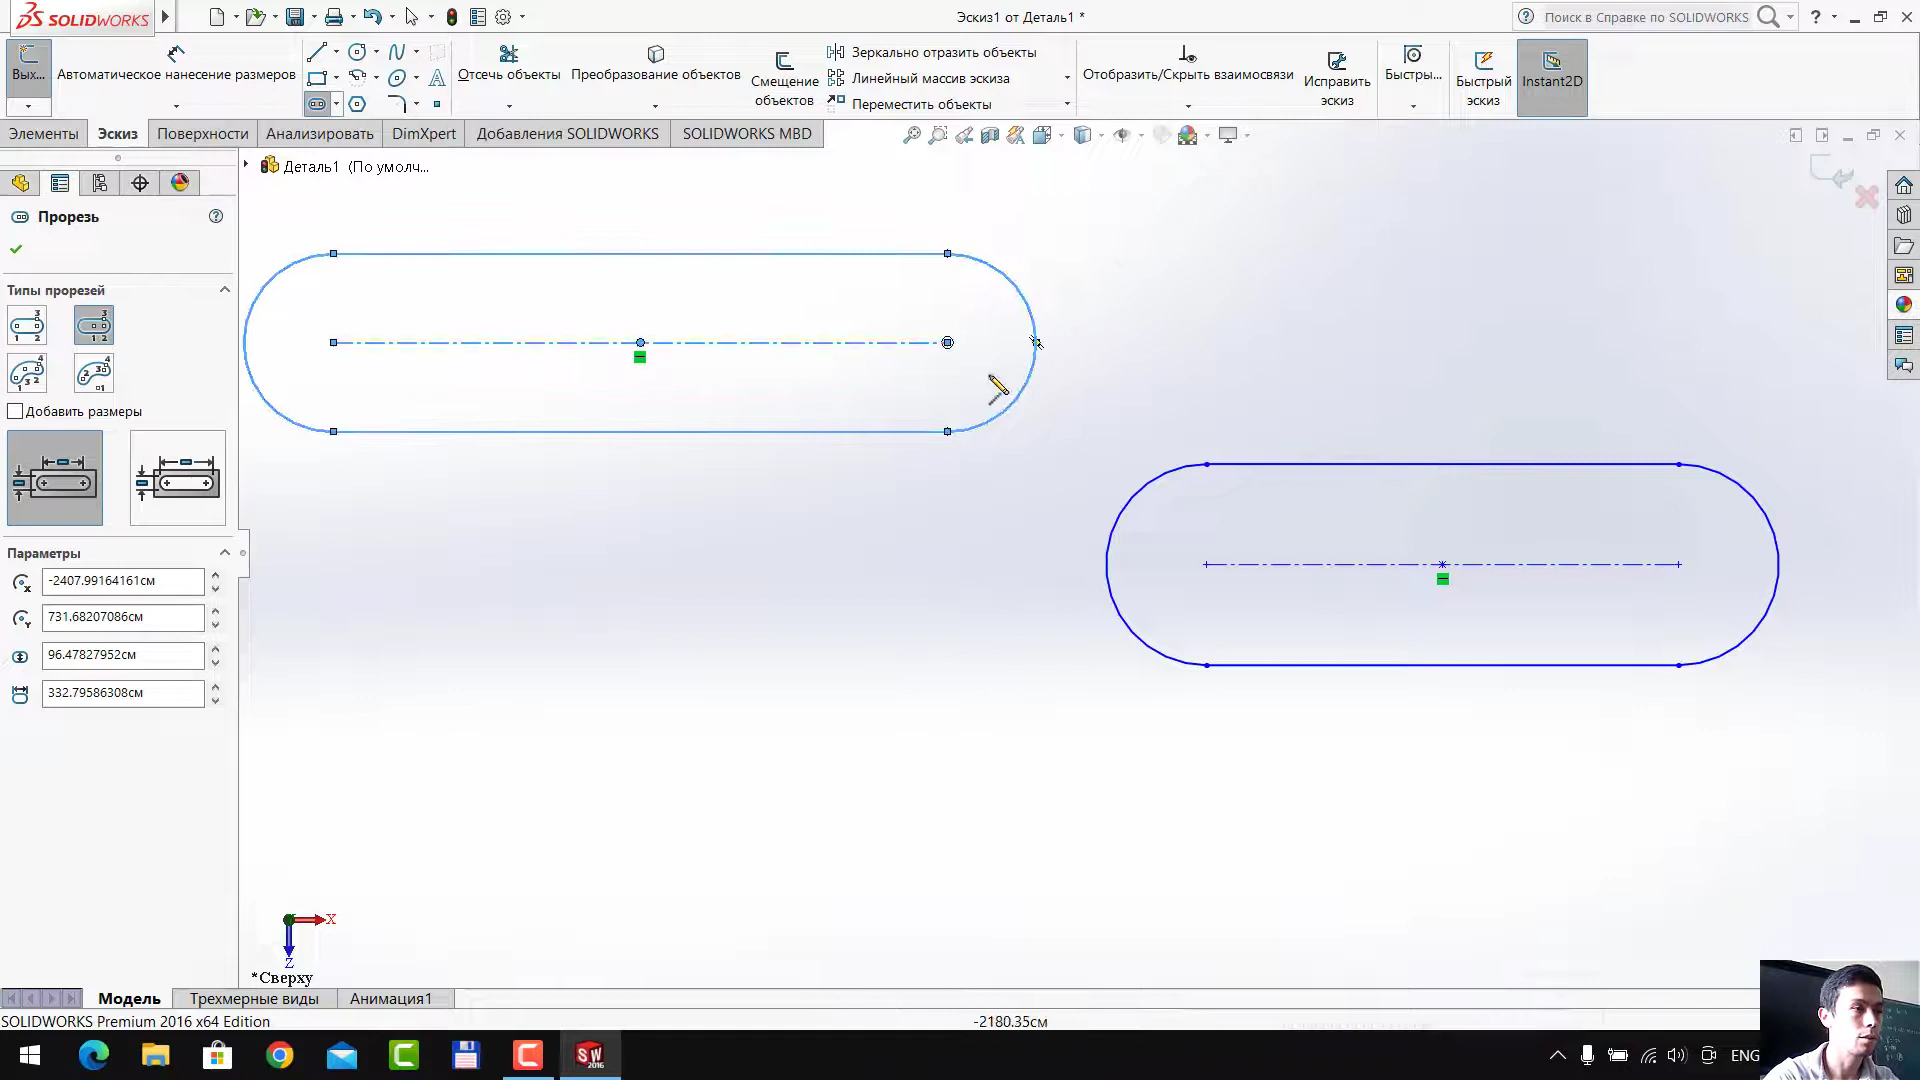 SOLIDWORKS
Эскиз1 от Деталь1 *
Поиск в Справке по SOLIDWORKS
?
Вых...
Автоматическое нанесение размеров
Отсечь объекты
Преобразование объектов
Смещение объектов
Зеркально отразить объекты
Линейный массив эскиза
Переместить объекты
Отобразить/Скрыть взаимосвязи
Исправить эскиз
Быстры...
Быстрый эскиз
Instant2D
Элементы
Эскиз
Поверхности
Анализировать
DimXpert
Добавления SOLIDWORKS
SOLIDWORKS MBD
Деталь1 (По умолч...
Прорезь
Типы прорезей
Добавить размеры
Параметры
-2407.99164161см
731.68207086см
96.47827952см
332.79586308см
X
Z
*Сверху
Модель
Трехмерные виды
Анимация1
SOLIDWORKS Premium 2016 x64 Edition
-2180.35см
SW
2016
ENG